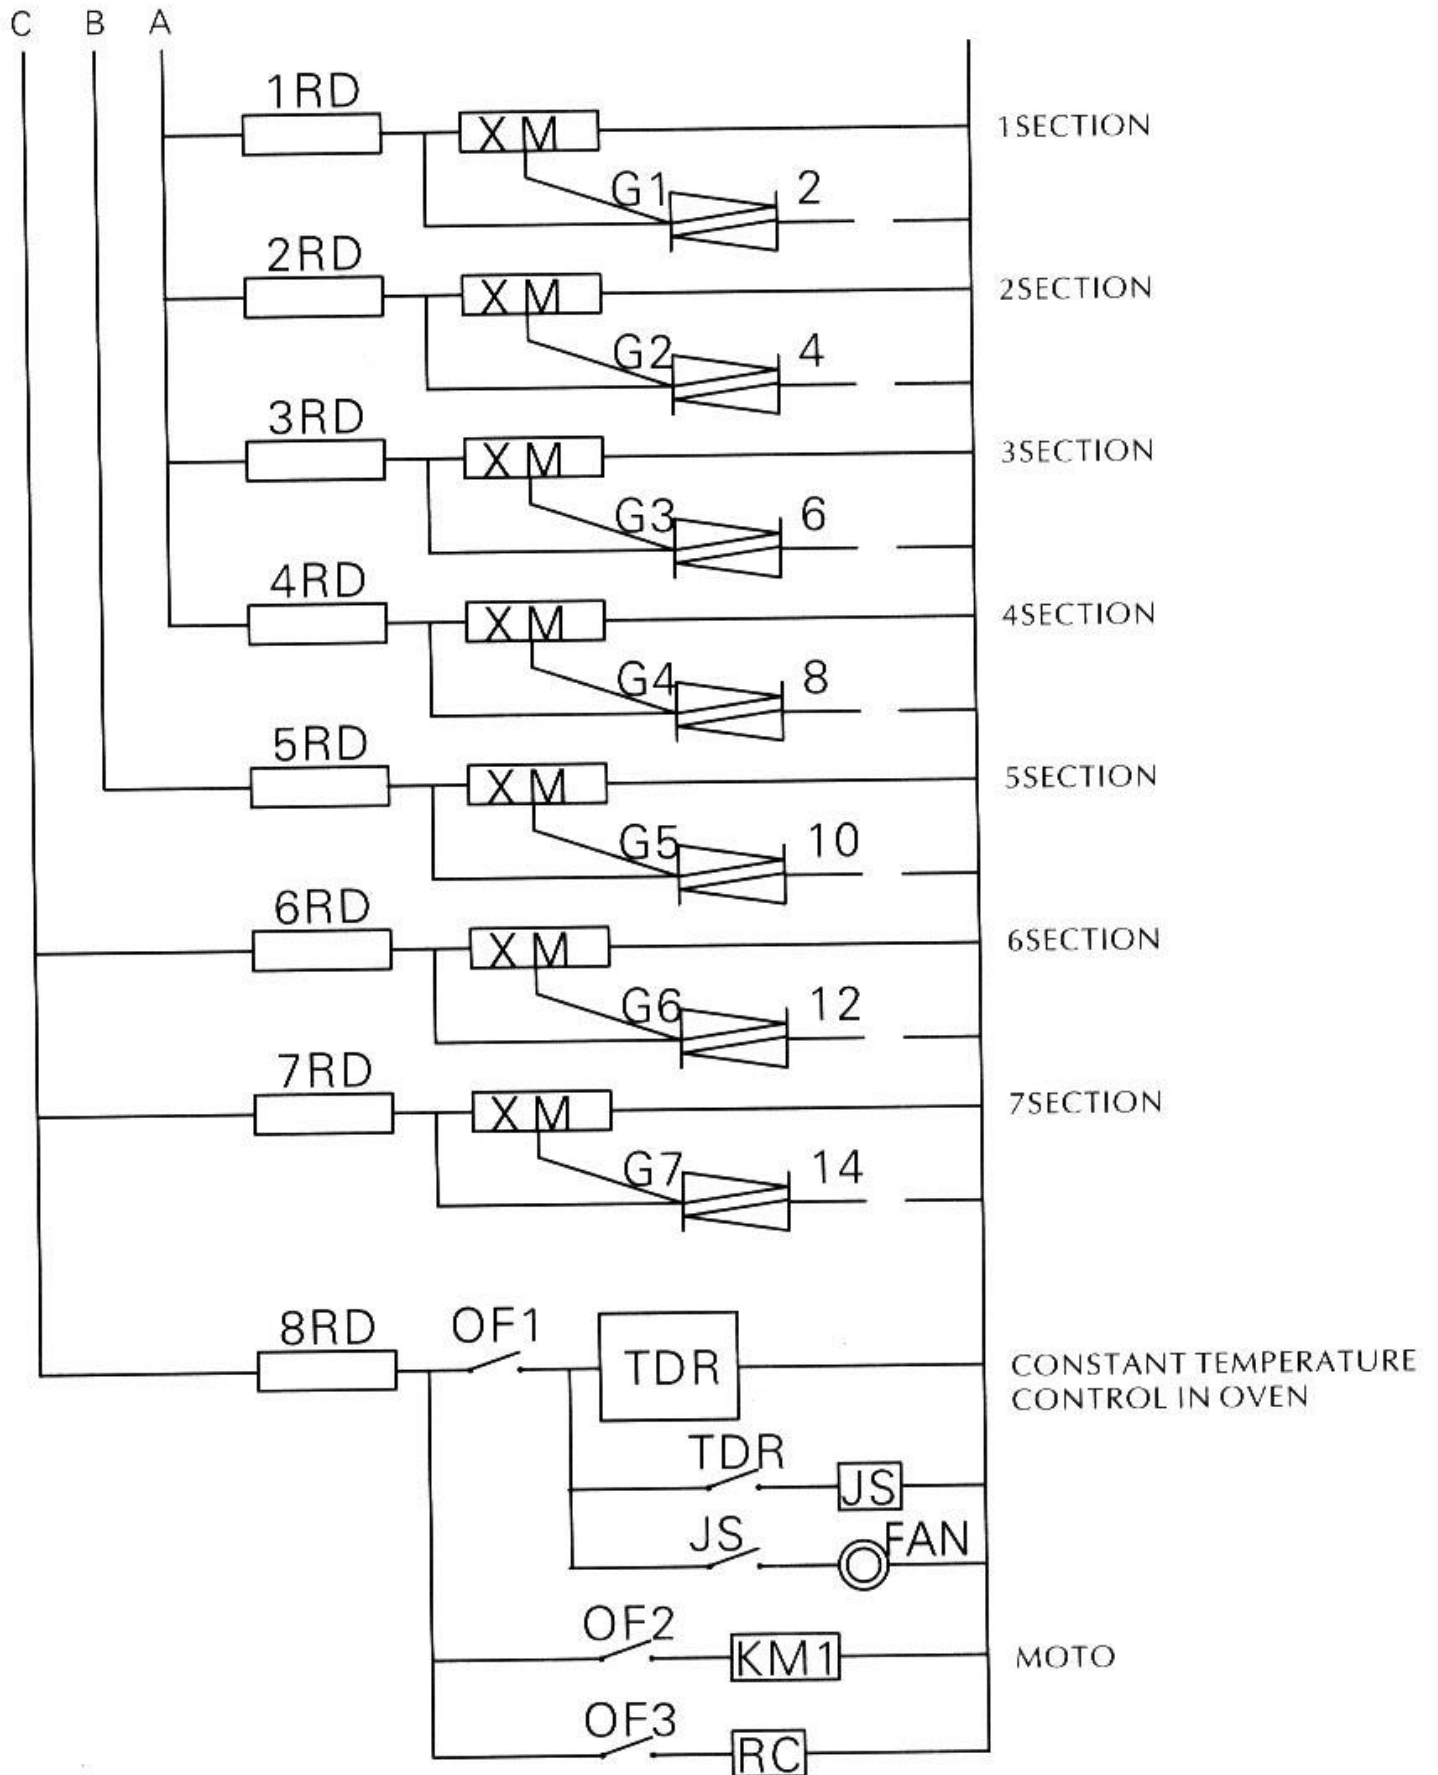 C B A
1RD
XM
1SECTION
G1
2
2RD
XM
2SECTION
G2
4
3RD
XM
3SECTION
G3
6
4RD
XM
4SECTION
G4
8
5RD
XM
5SECTION
G5
10
6RD
XM
6SECTION
G6
12
7RD
XM
7SECTION
G7
14
8RD
OF1
TDR
CONSTANT TEMPERATURE
CONTROL IN OVEN
TDR
JS
JS
FAN
OF2
KM1
MOTO
OF3
RC